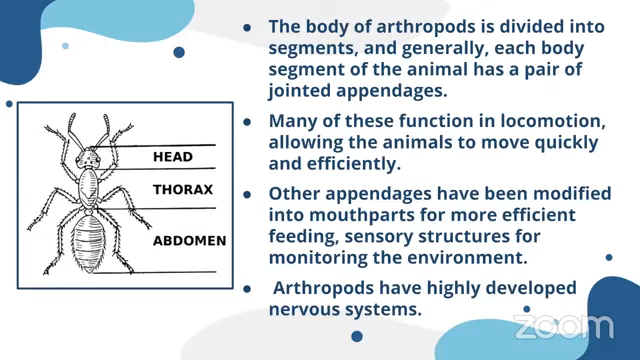 ● The body of arthropods is divided into
segments, and generally, each body
segment of the animal has a pair of
jointed appendages.
● Many of these function in locomotion,
allowing the animals to move quickly
and efficiently.
● Other appendages have been modified
into mouthparts for more efficient
feeding, sensory structures for
monitoring the environment.
● Arthropods have highly developed
nervous systems.
HEAD
THORAX
ABDOMEN
zoom